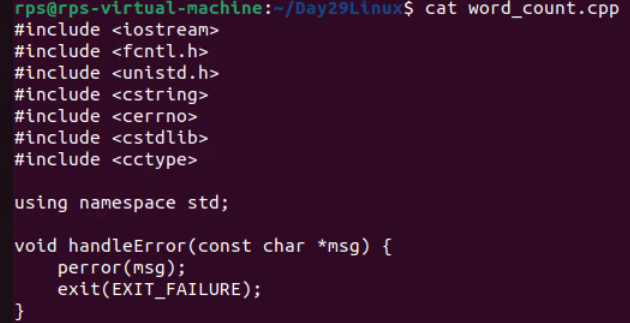 rps@rps-virtual-machine:~/Day29Linux$ cat word_count.cpp
#include <iostream>
#include <fcntl.h>
#include <unistd.h>
#include <cstring>
#include <cerrno>
#include <cstdlib>
#include <cctype>

using namespace std;

void handleError(const char *msg) {
    perror(msg);
    exit(EXIT_FAILURE);
}